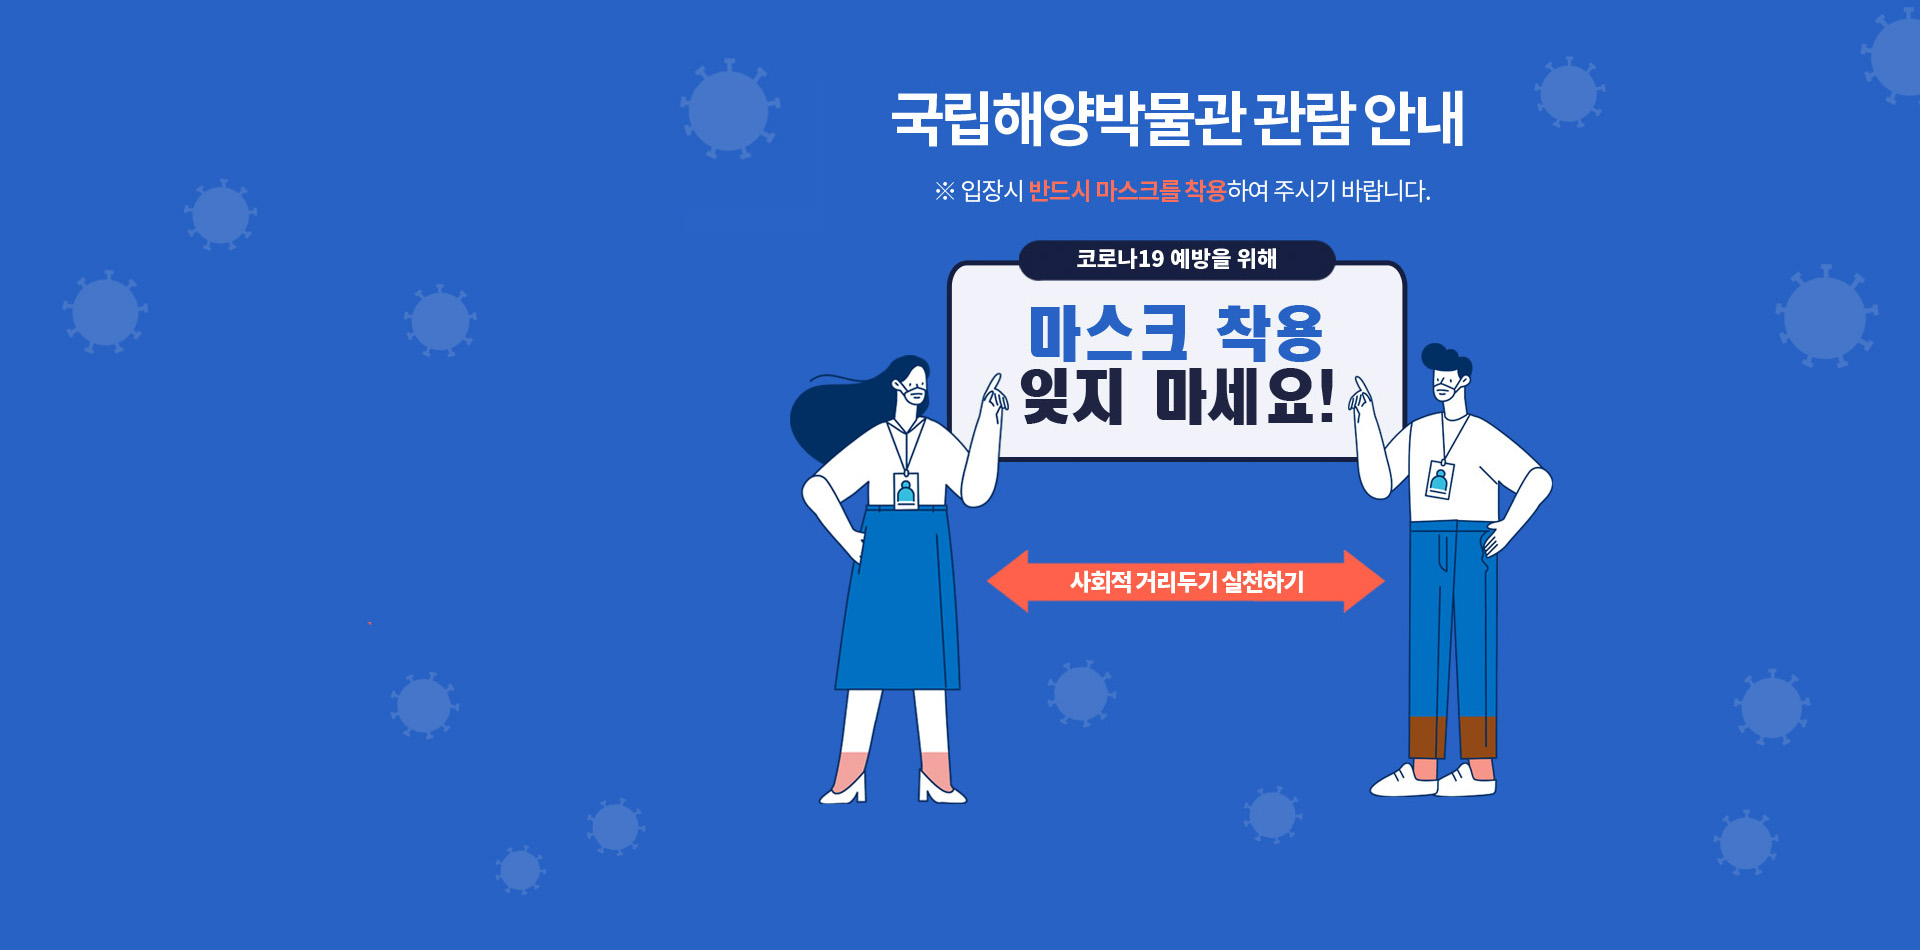 국립해양박물관 관람 안내
※ 입장시 반드시 마스크를 착용하여 주시기 바랍니다.
코로나19 예방을 위해
마스크 착용
잊지 마세요!
사회적 거리두기 실천하기